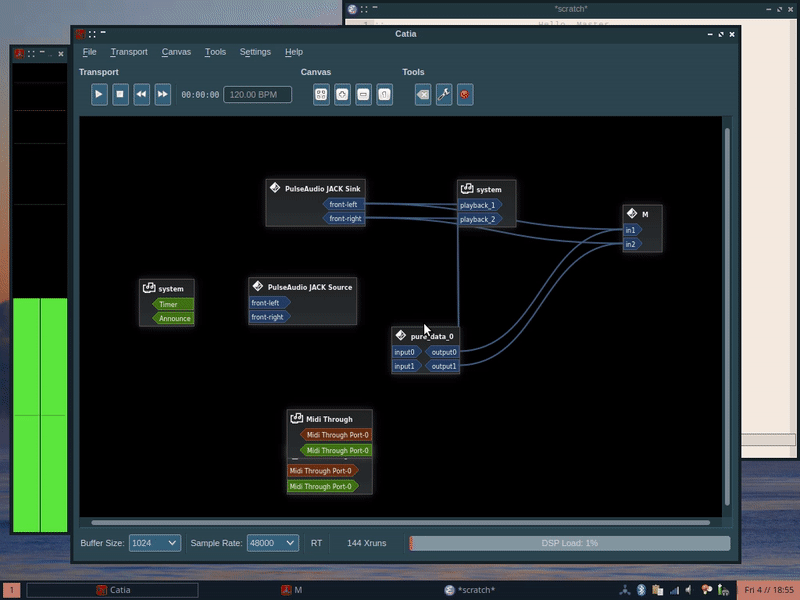 *scratch*
Catia
File Transport Canvas Tools Settings Help
Transport Canvas Tools
00:00:00 120.00 BPM
PulseAudio JACK Sink
front-left
front-right
system
playback_1
playback_2
M
in1
in2
system
Timer
Announce
PulseAudio JACK Source
front-left
front-right
pure_data_0
input0 output0
input1 output1
Midi Through
Midi Through Port-0
Midi Through Port-0
Midi Through Port-0
Midi Through Port-0
Buffer Size: 1024 Sample Rate: 48000 RT 144 Xruns DSP Load: 1%
1 Catia M *scratch* Fri 4 // 18:55